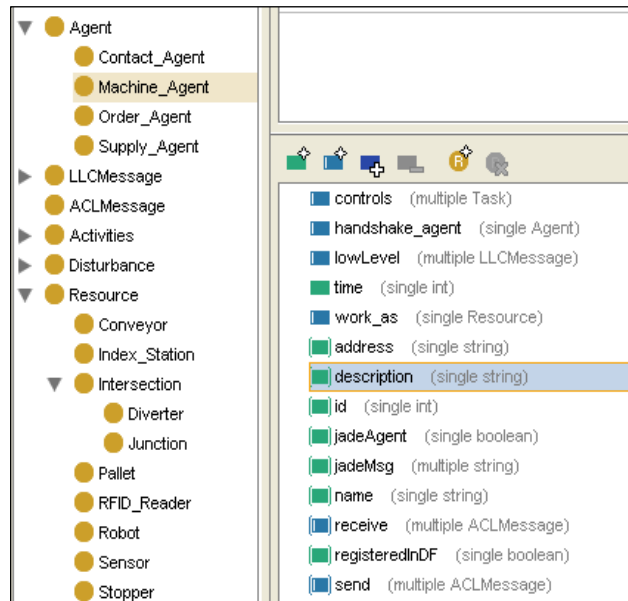 Agent
Contact_Agent
Machine_Agent
Order_Agent
Supply_Agent
LLCMessage
ACLMessage
Activities
Disturbance
Resource
Conveyor
Index_Station
Intersection
Diverter
Junction
Pallet
RFID_Reader
Robot
Sensor
Stopper
R
controls (multiple Task)
handshake_agent (single Agent)
lowLevel (multiple LLCMessage)
time (single int)
work_as (single Resource)
address (single string)
description (single string)
id (single int)
jadeAgent (single boolean)
jadeMsg (multiple string)
name (single string)
receive (multiple ACLMessage)
registeredInDF (single boolean)
send (multiple ACLMessage)